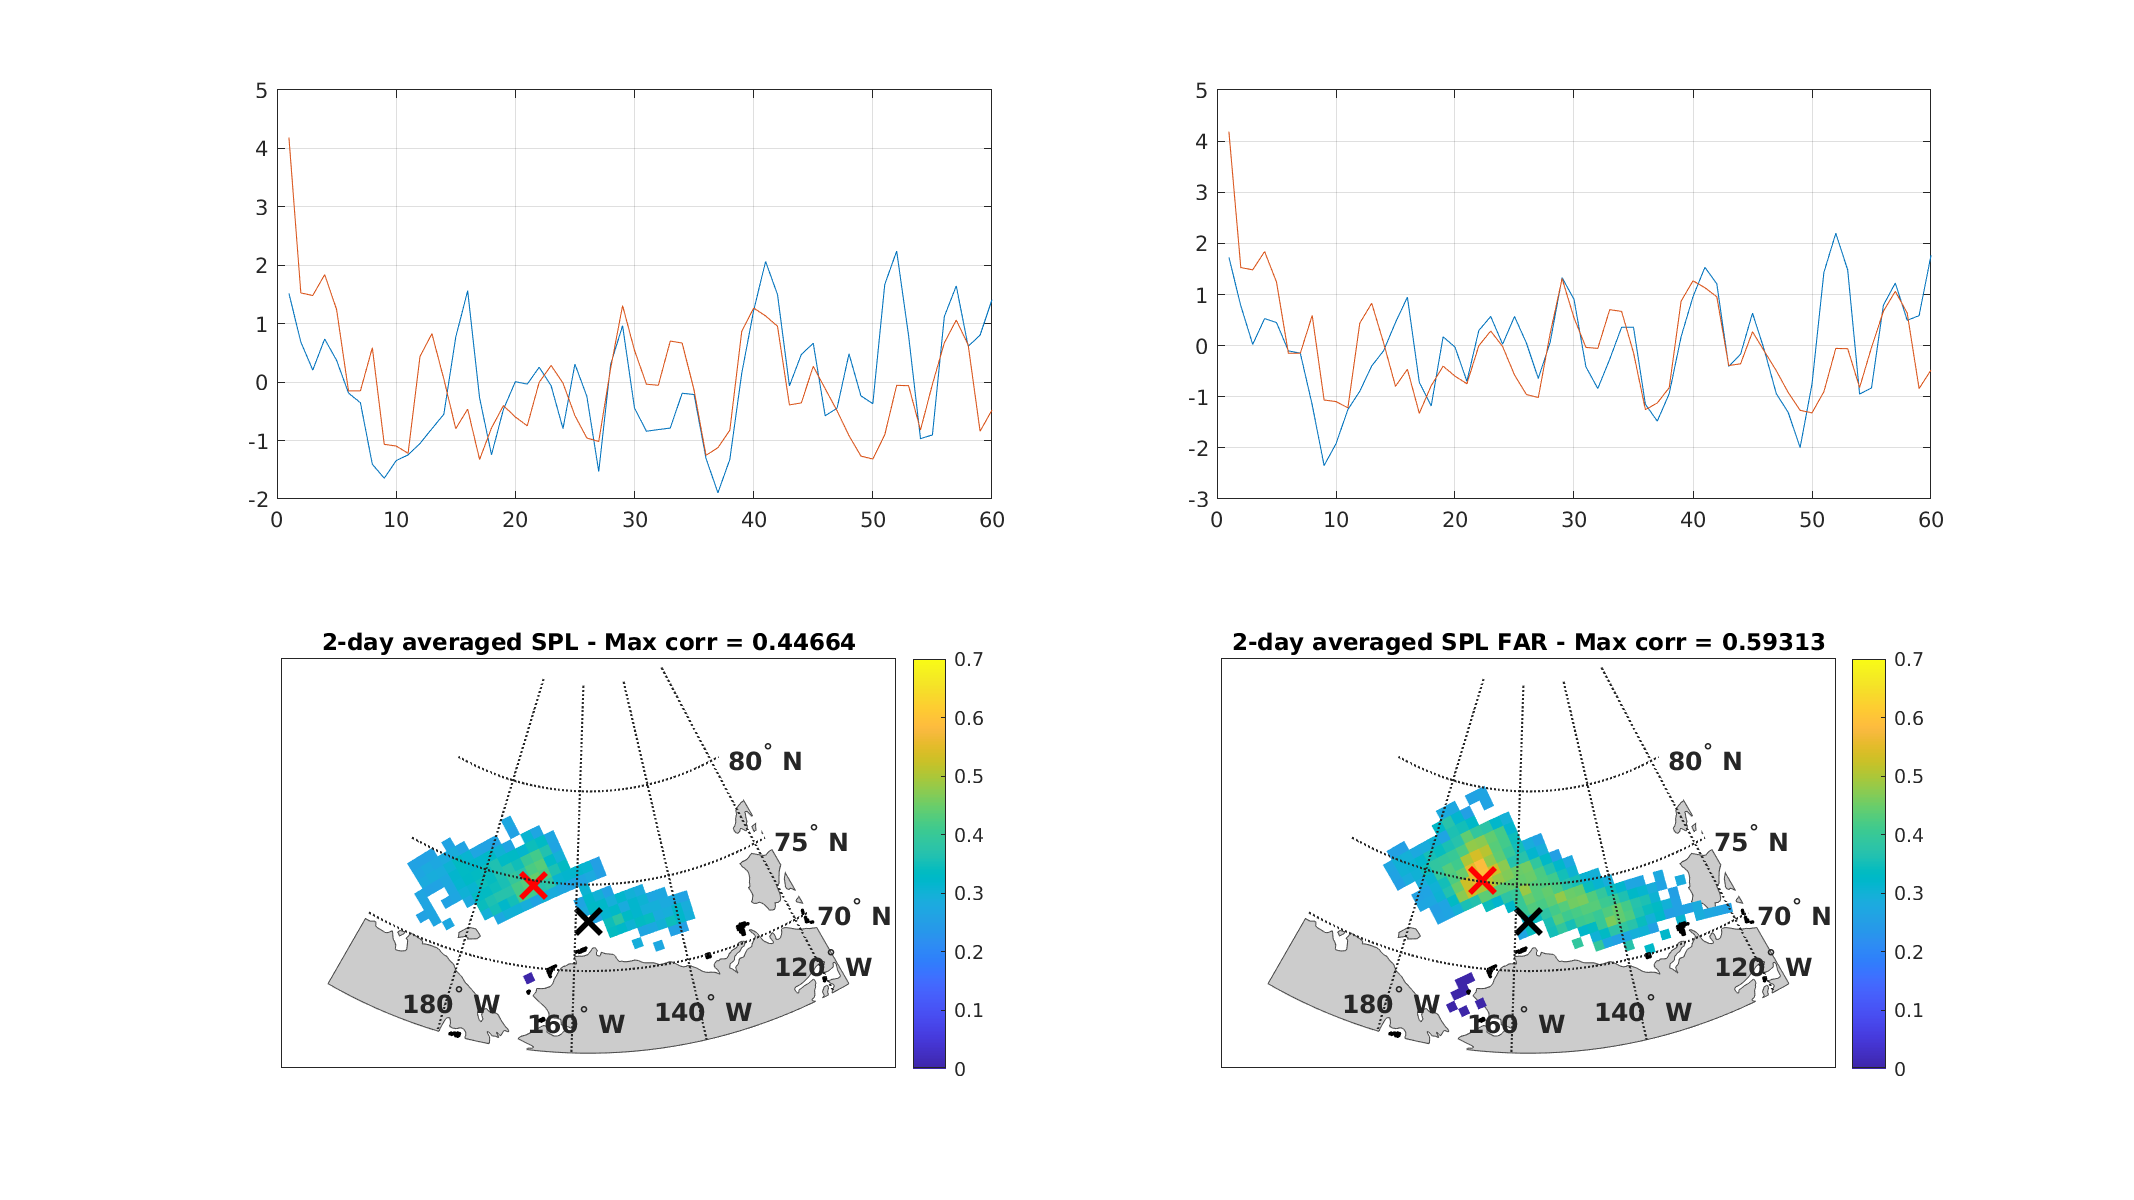 5
4
3
2
1
0
-1
-2
0 10 20 30 40 50 60
5
4
3
2
1
0
-1
-2
-3
0 10 20 30 40 50 60
2-day averaged SPL - Max corr = 0.44664
80° N
75° N
70° N
120° W
180° W
160° W
140° W
0.7
0.6
0.5
0.4
0.3
0.2
0.1
0
2-day averaged SPL FAR - Max corr = 0.59313
80° N
75° N
70° N
120° W
180° W
160° W
140° W
0.7
0.6
0.5
0.4
0.3
0.2
0.1
0